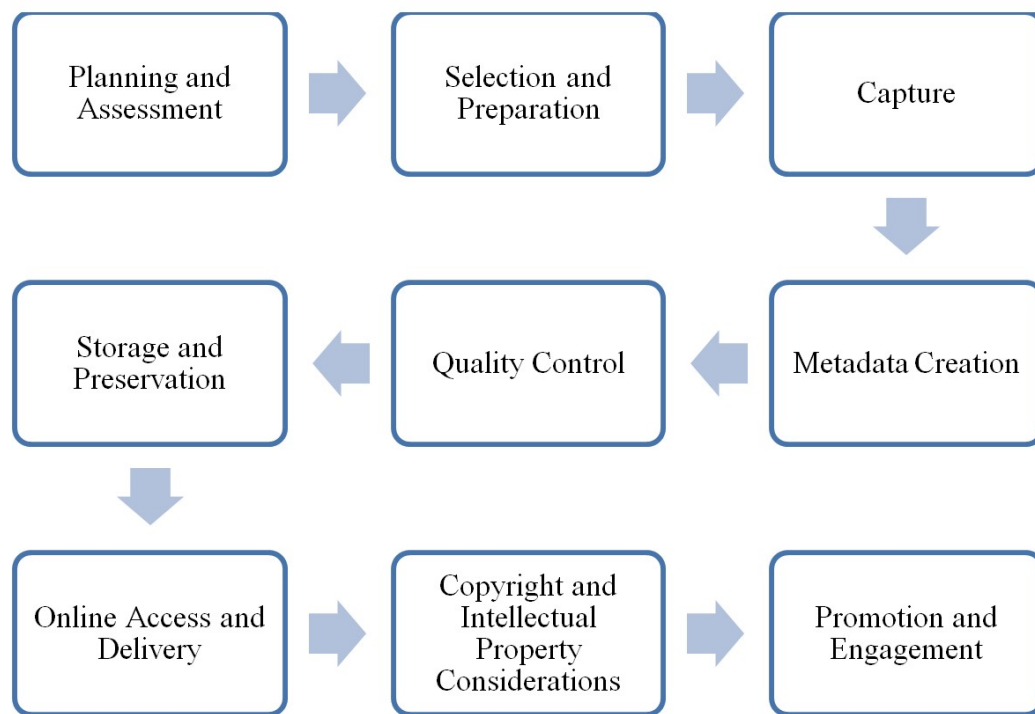 Planning and
Assessment
Selection and
Preparation
Capture
Metadata Creation
Quality Control
Storage and
Preservation
Online Access and
Delivery
Copyright and
Intellectual
Property
Considerations
Promotion and
Engagement